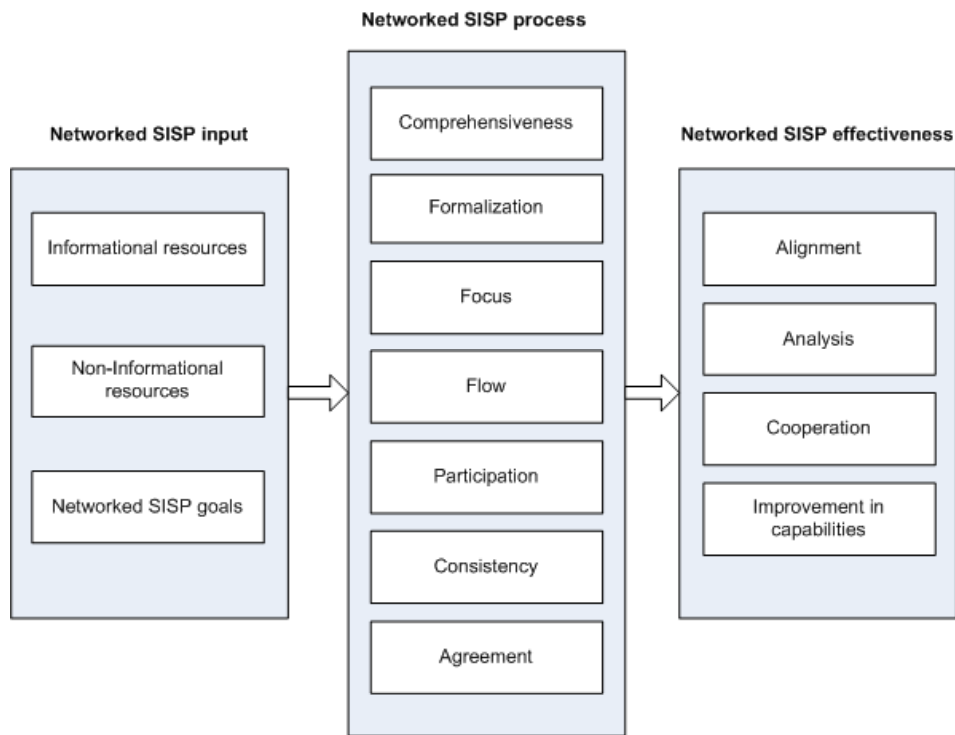 Networked SISP process
Networked SISP input
Networked SISP effectiveness
Informational resources
Non-Informational
resources
Networked SISP goals
Comprehensiveness
Formalization
Focus
Flow
Participation
Consistency
Agreement
Alignment
Analysis
Cooperation
Improvement in
capabilities